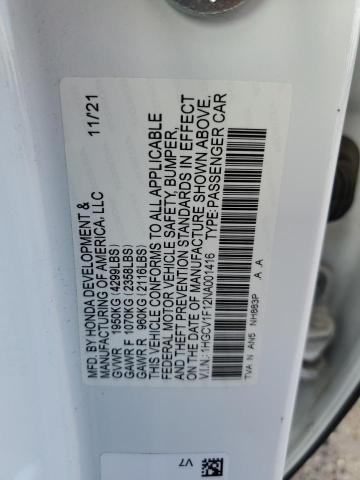 MFD. BY HONDA DEVELOPMENT &
MANUFACTURING OF AMERICA, LLC 11/21
GVWR 1950KG (4299LBS)
GAWR F 1070KG (2358LBS)
GAWR R 960KG (2116LBS)
THIS VEHICLE CONFORMS TO ALL APPLICABLE
FEDERAL MOTOR VEHICLE SAFETY, BUMPER,
AND THEFT PREVENTION STANDARDS IN EFFECT
ON THE DATE OF MANUFACTURE SHOWN ABOVE.
V.I.N.: 1HGCV1F12NA001416 TYPE:PASSENGER CAR
TVA N AN5 NH883P A A
V7